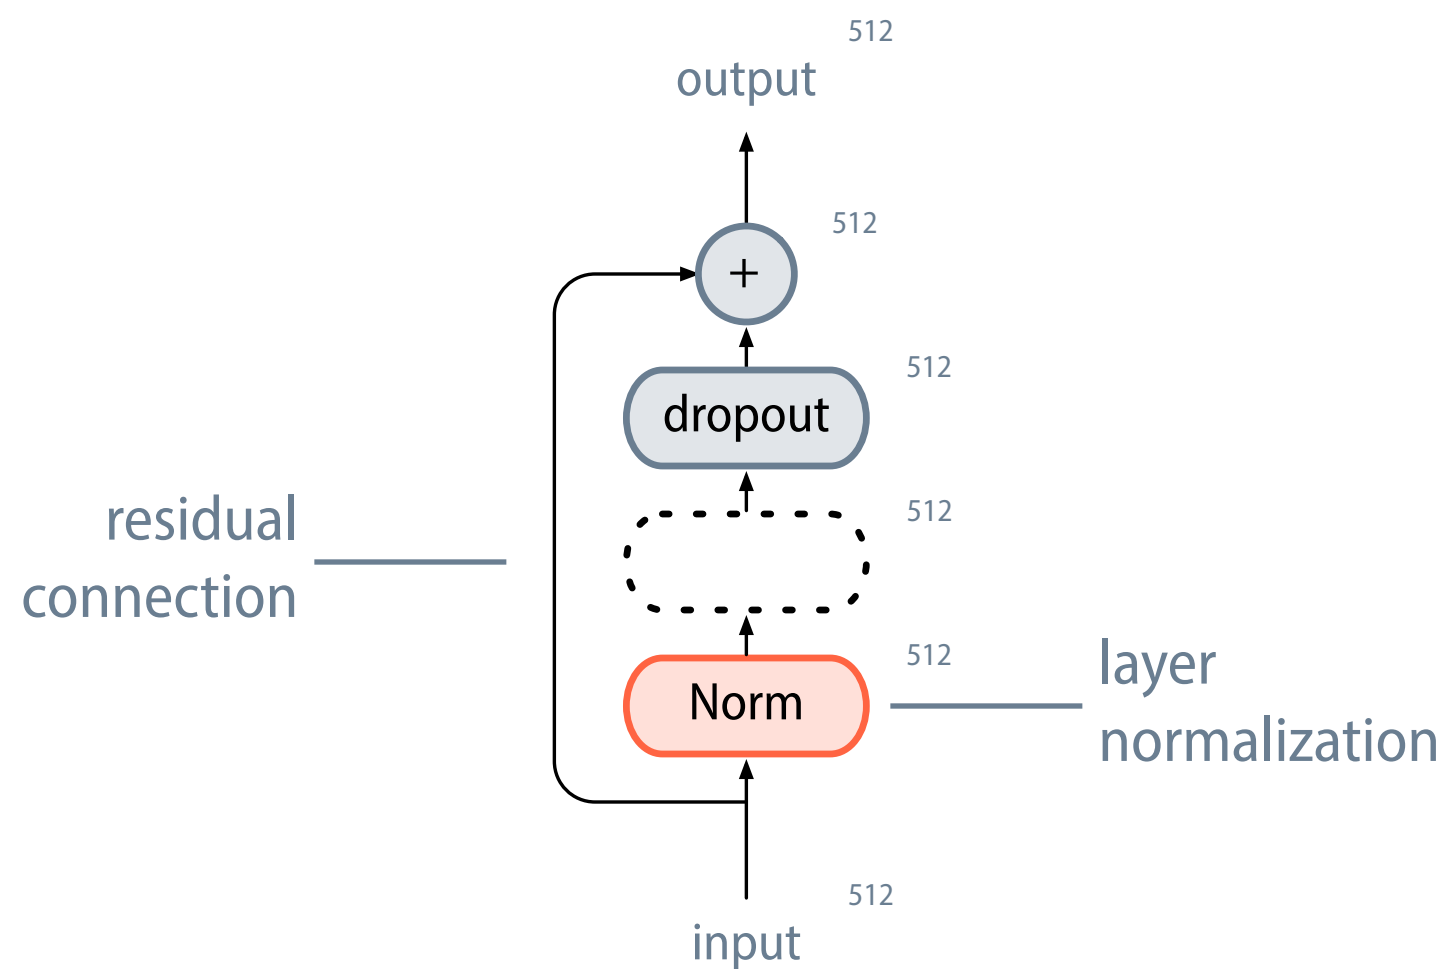 512
output
512
+
512
dropout
512
residual
connection
512
layer
normalization
Norm
512
input